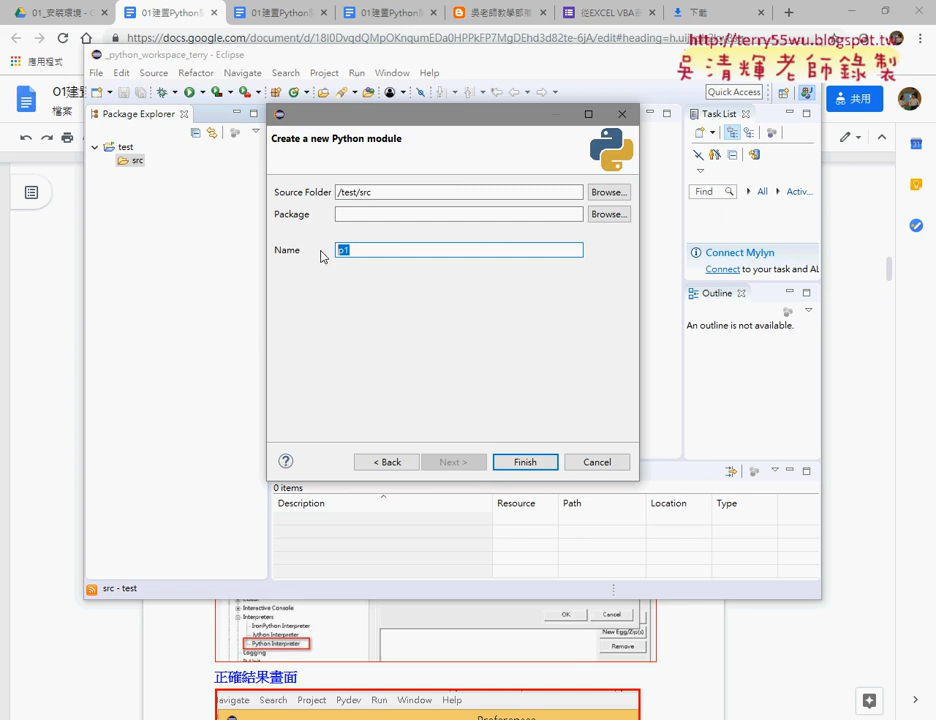 01_安裝環境 -
01建置Python
01建置Python
01建置Python
吳老師教學部
從EXCEL VBA
下載
https://docs.google.com/document/d/18I0DvqdQMpOKnqumEDa0HPPkFP7MgDEhd3d82te-6jA/edit#heading=h.
http://terry55wu.blogspot.tw
吳清輝老師錄製
應用程式
_python_workspace_terry - Eclipse
File Edit Source Refactor Navigate Search Project Run Window Help
01建
檔案
共用
Quick Access
Package Explorer
test
src
Create a new Python module
Source Folder /test/src Browse...
Package Browse...
Name
< Back Next > Finish Cancel
Task List
Find All Activ...
Connect Mylyn
Connect to your task and AL
Outline
An outline is not available.
0 items
Description Resource Path Location Type
src - test
Interactive Console
Interpreters
IronPython Interpreter
Jython Interpreter
Python Interpreter
Logging
OK Cancel
New Egg/Zip(s)
Remove
正確結果畫面
avigate Search Project Pydev Run Window Help